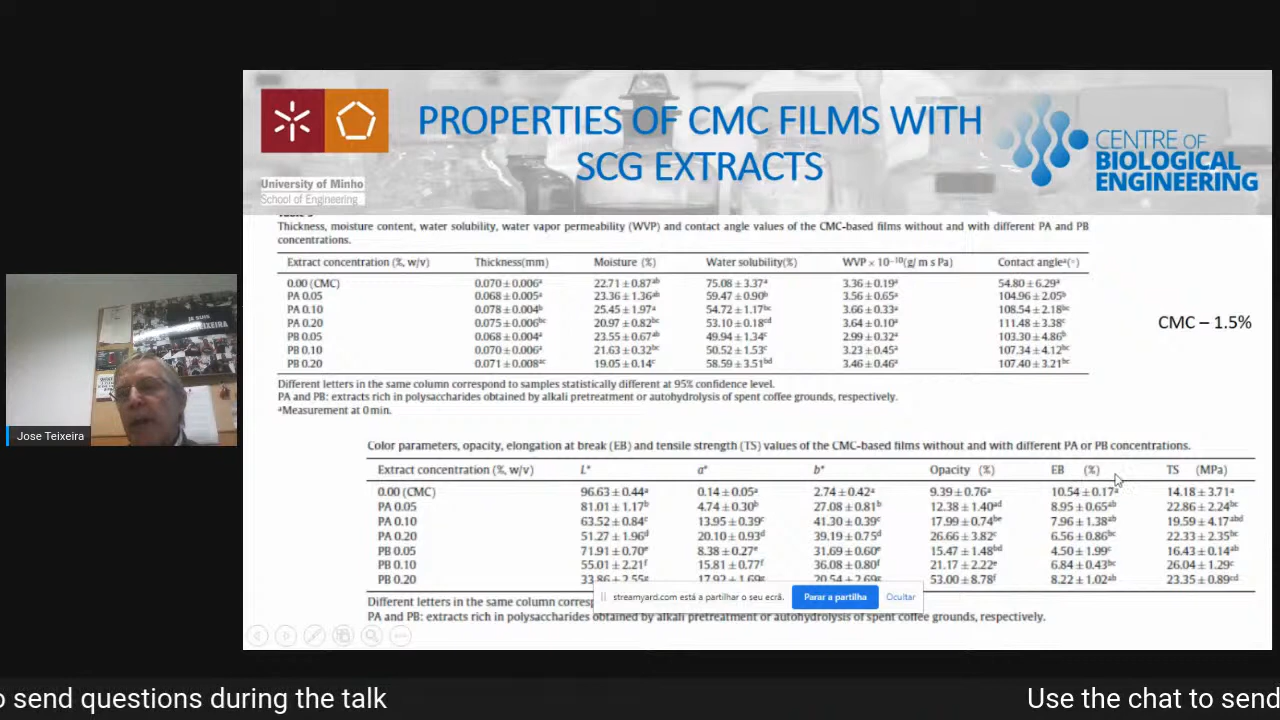 PROPERTIES OF CMC FILMS WITH
SCG EXTRACTS
University of Minho
School of Engineering
CENTRE OF
BIOLOGICAL
ENGINEERING
Thickness, moisture content, water solubility, water vapor permeability (WVP) and contact angle values of the CMC-based films without and with different PA and PB
concentrations.
Extract concentration (%, w/v) Thickness(mm) Moisture (%) Water solubility(%) WVP × 10⁻¹⁰(g/ m s Pa) Contact angleᵃ(◦)
0.00 (CMC) 0.070 ± 0.006ᵃ 22.71 ± 0.87ᵃᵇ 75.08 ± 3.37ᵃ 3.36 ± 0.19ᵃ 54.80 ± 6.29ᵃ
PA 0.05 0.068 ± 0.005ᵃ 23.36 ± 1.36ᵃᵇ 59.47 ± 0.90ᵇ 3.56 ± 0.65ᵃ 104.96 ± 2.05ᵇ
PA 0.10 0.078 ± 0.004ᵇ 25.45 ± 1.97ᵃ 54.72 ± 1.17ᵇᶜ 3.66 ± 0.33ᵃ 108.54 ± 2.18ᵇᶜ
PA 0.20 0.075 ± 0.006ᵇᶜ 20.97 ± 0.82ᵇᶜ 53.10 ± 0.18ᶜᵈ 3.64 ± 0.10ᵃ 111.48 ± 3.38ᶜ
PB 0.05 0.068 ± 0.004ᵃ 23.55 ± 0.67ᵃᵇ 49.94 ± 1.34ᶜ 2.99 ± 0.32ᵃ 103.30 ± 4.86ᵇ
PB 0.10 0.070 ± 0.006ᵃ 21.63 ± 0.32ᵇᶜ 50.52 ± 1.53ᶜ 3.23 ± 0.45ᵃ 107.34 ± 4.12ᵇᶜ
PB 0.20 0.071 ± 0.008ᵃᶜ 19.05 ± 0.14ᶜ 58.59 ± 3.51ᵇᵈ 3.46 ± 0.46ᵃ 107.40 ± 3.21ᵇᶜ
Different letters in the same column correspond to samples statistically different at 95% confidence level.
PA and PB: extracts rich in polysaccharides obtained by alkali pretreatment or autohydrolysis of spent coffee grounds, respectively.
ᵃMeasurement at 0 min.
CMC – 1.5%
Color parameters, opacity, elongation at break (EB) and tensile strength (TS) values of the CMC-based films without and with different PA or PB concentrations.
Extract concentration (%, w/v) L* a* b* Opacity (%) EB (%) TS (MPa)
0.00 (CMC) 96.63 ± 0.44ᵃ 0.14 ± 0.05ᵃ 2.74 ± 0.42ᵃ 9.39 ± 0.76ᵃ 10.54 ± 0.17ᵃ 14.18 ± 3.71ᵃ
PA 0.05 81.01 ± 1.17ᵇ 4.74 ± 0.30ᵇ 27.08 ± 0.81ᵇ 12.38 ± 1.40ᵃᵈ 8.95 ± 0.65ᵃᵇ 22.86 ± 2.24ᵇᶜ
PA 0.10 63.52 ± 0.84ᶜ 13.95 ± 0.39ᶜ 41.30 ± 0.39ᶜ 17.99 ± 0.74ᵇᵉ 7.96 ± 1.38ᵃᵇ 19.59 ± 4.17ᵃᵇᵈ
PA 0.20 51.27 ± 1.96ᵈ 20.10 ± 0.93ᵈ 39.19 ± 0.75ᵈ 26.66 ± 3.82ᶜ 6.56 ± 0.86ᵇᶜ 22.33 ± 2.35ᵇᶜ
PB 0.05 71.91 ± 0.70ᵉ 8.38 ± 0.27ᵉ 31.69 ± 0.60ᵉ 15.47 ± 1.48ᵇᵈ 4.50 ± 1.99ᶜ 16.43 ± 0.14ᵃᵇ
PB 0.10 55.01 ± 2.21ᶠ 15.81 ± 0.77ᶠ 36.08 ± 0.80ᶠ 21.17 ± 2.22ᵉ 6.84 ± 0.43ᵇᶜ 26.04 ± 1.29ᶜ
PB 0.20 33.86 ± 2.55ᵍ 17.92 ± 1.69ᵍ 20.54 ± 2.69ᵍ 53.00 ± 8.78ᶠ 8.22 ± 1.02ᵃᵇ 23.35 ± 0.89ᶜᵈ
Different letters in the same column corresp
PA and PB: extracts rich in polysaccharides obtained by alkali pretreatment or autohydrolysis of spent coffee grounds, respectively.
streamyard.com está a partilhar o seu ecrã. Parar a partilha Ocultar
JE SUIS
TEIXEIRA
Jose Teixeira
o send questions during the talk
Use the chat to send